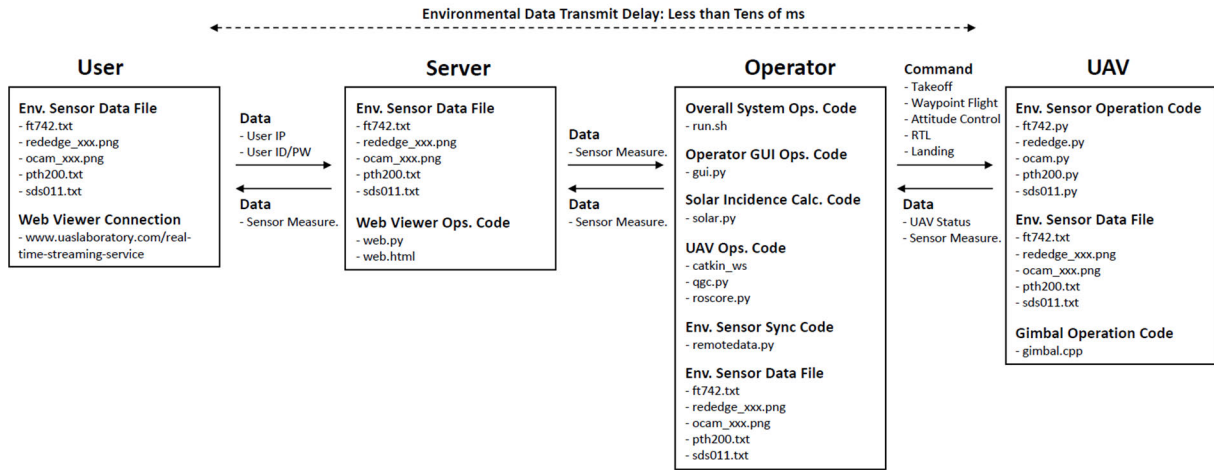 Environmental Data Transmit Delay: Less than Tens of ms
User
Env. Sensor Data File
- ft742.txt
- rededge_xxx.png
- ocam_xxx.png
- pth200.txt
- sds011.txt
Web Viewer Connection
- www.uaslaboratory.com/real-
time-streaming-service
Data
- User IP
- User ID/PW
Data
- Sensor Measure.
Server
Env. Sensor Data File
- ft742.txt
- rededge_xxx.png
- ocam_xxx.png
- pth200.txt
- sds011.txt
Web Viewer Ops. Code
- web.py
- web.html
Data
- Sensor Measure.
Data
- Sensor Measure.
Operator
Overall System Ops. Code
- run.sh
Operator GUI Ops. Code
- gui.py
Solar Incidence Calc. Code
- solar.py
UAV Ops. Code
- catkin_ws
- qgc.py
- roscore.py
Env. Sensor Sync Code
- remotedata.py
Env. Sensor Data File
- ft742.txt
- rededge_xxx.png
- ocam_xxx.png
- pth200.txt
- sds011.txt
Command
- Takeoff
- Waypoint Flight
- Attitude Control
- RTL
- Landing
Data
- UAV Status
- Sensor Measure.
UAV
Env. Sensor Operation Code
- ft742.py
- rededge.py
- ocam.py
- pth200.py
- sds011.py
Env. Sensor Data File
- ft742.txt
- rededge_xxx.png
- ocam_xxx.png
- pth200.txt
- sds011.txt
Gimbal Operation Code
- gimbal.cpp